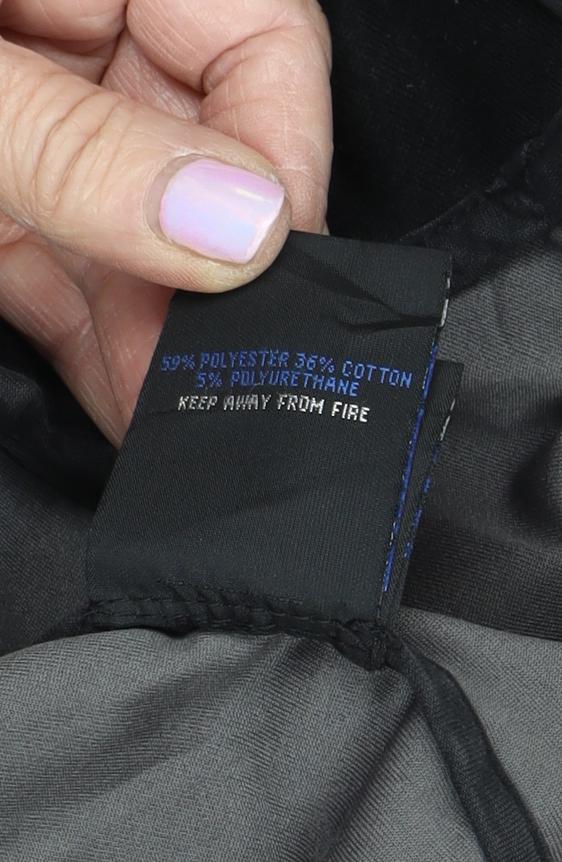 59% POLYESTER 36% COTTON
5% POLYURETHANE
KEEP AWAY FROM FIRE